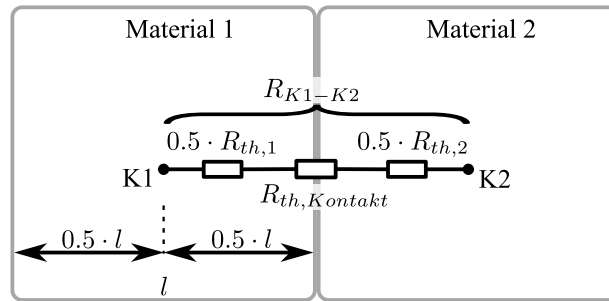 Material 1
Material 2
R_{K1-K2}
0.5 · R_{th,1}
0.5 · R_{th,2}
K1
K2
R_{th,Kontakt}
0.5 · l
0.5 · l
l